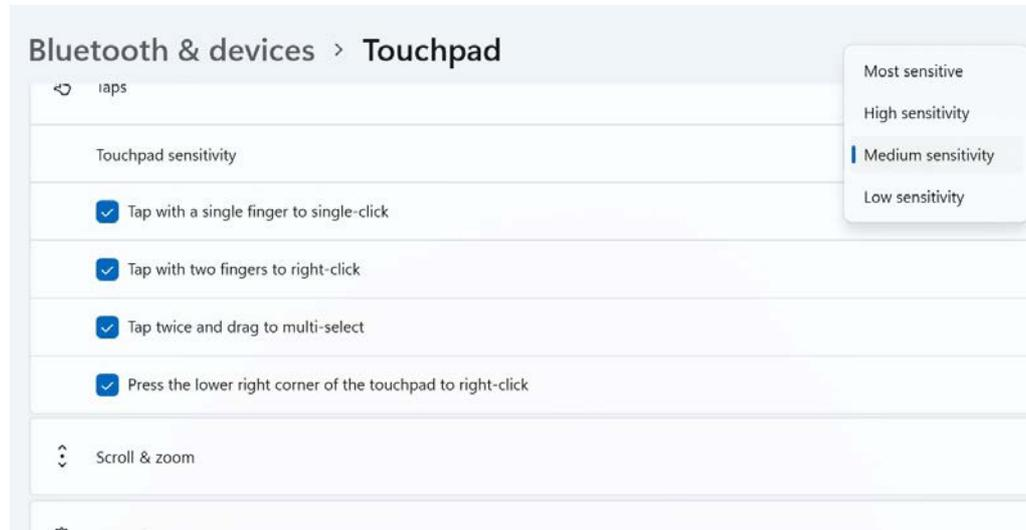 Bluetooth & devices > Touchpad
Taps
Most sensitive
High sensitivity
Touchpad sensitivity
Medium sensitivity
Low sensitivity
Tap with a single finger to single-click
Tap with two fingers to right-click
Tap twice and drag to multi-select
Press the lower right corner of the touchpad to right-click
Scroll & zoom